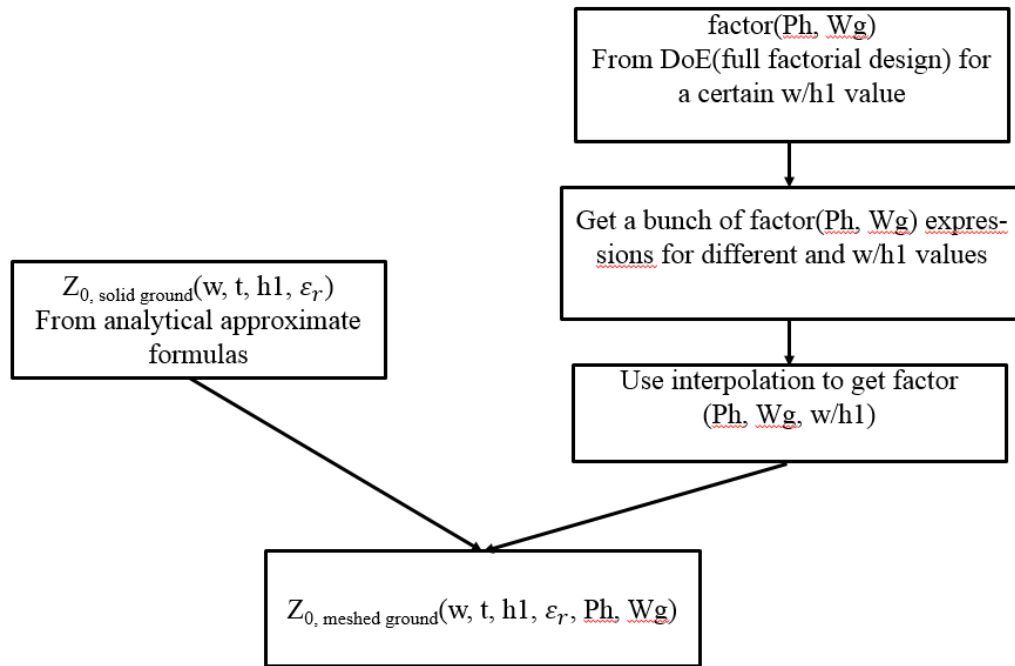 factor(Ph, Wg)
From DoE(full factorial design) for
a certain w/h1 value
Get a bunch of factor(Ph, Wg) expres-
sions for different and w/h1 values
Z0, solid ground(w, t, h1, εr)
From analytical approximate
formulas
Use interpolation to get factor
(Ph, Wg, w/h1)
Z0, meshed ground(w, t, h1, εr, Ph, Wg)